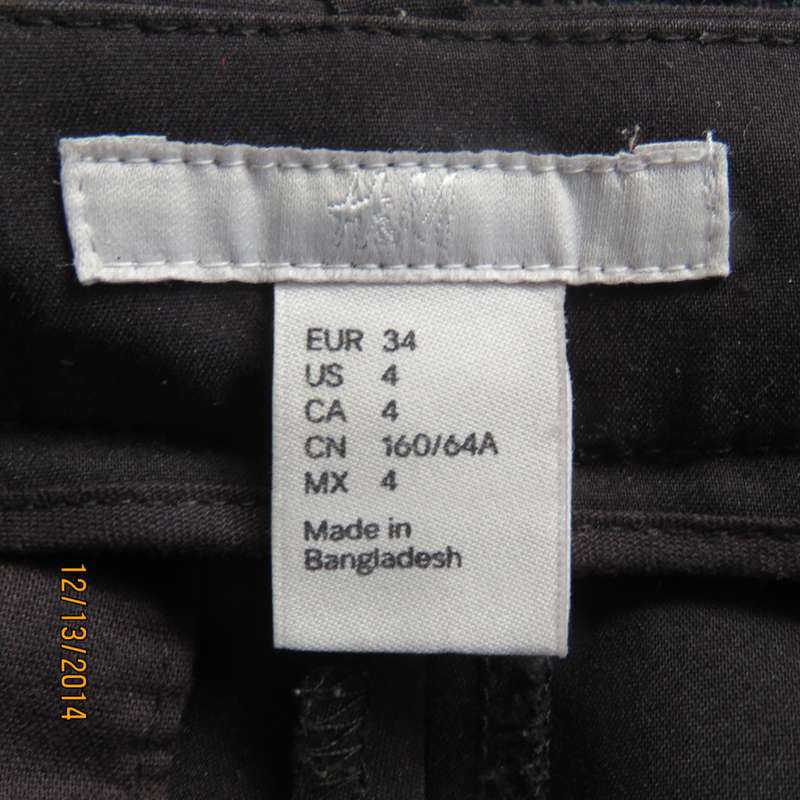 H&M
EUR 34
US 4
CA 4
CN 160/64A
MX 4
Made in
Bangladesh
12/13/2014